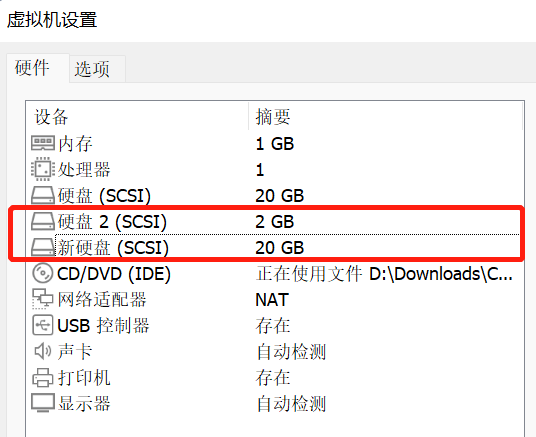 虚拟机设置
硬件 选项
设备 摘要
内存 1 GB
处理器 1
硬盘 (SCSI) 20 GB
硬盘 2 (SCSI) 2 GB
新硬盘 (SCSI) 20 GB
CD/DVD (IDE) 正在使用文件 D:\Downloads\C...
网络适配器 NAT
USB 控制器 存在
声卡 自动检测
打印机 存在
显示器 自动检测